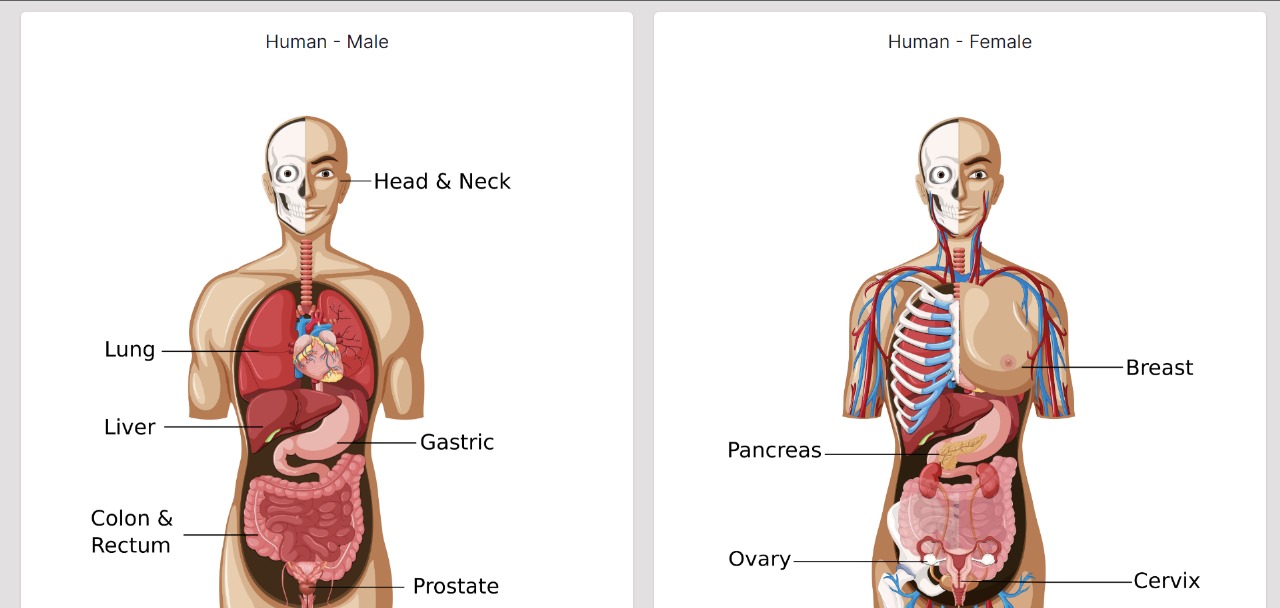 Human - Male
Head & Neck
Lung
Liver
Gastric
Colon &
Rectum
Prostate
Human - Female
Breast
Pancreas
Ovary
Cervix